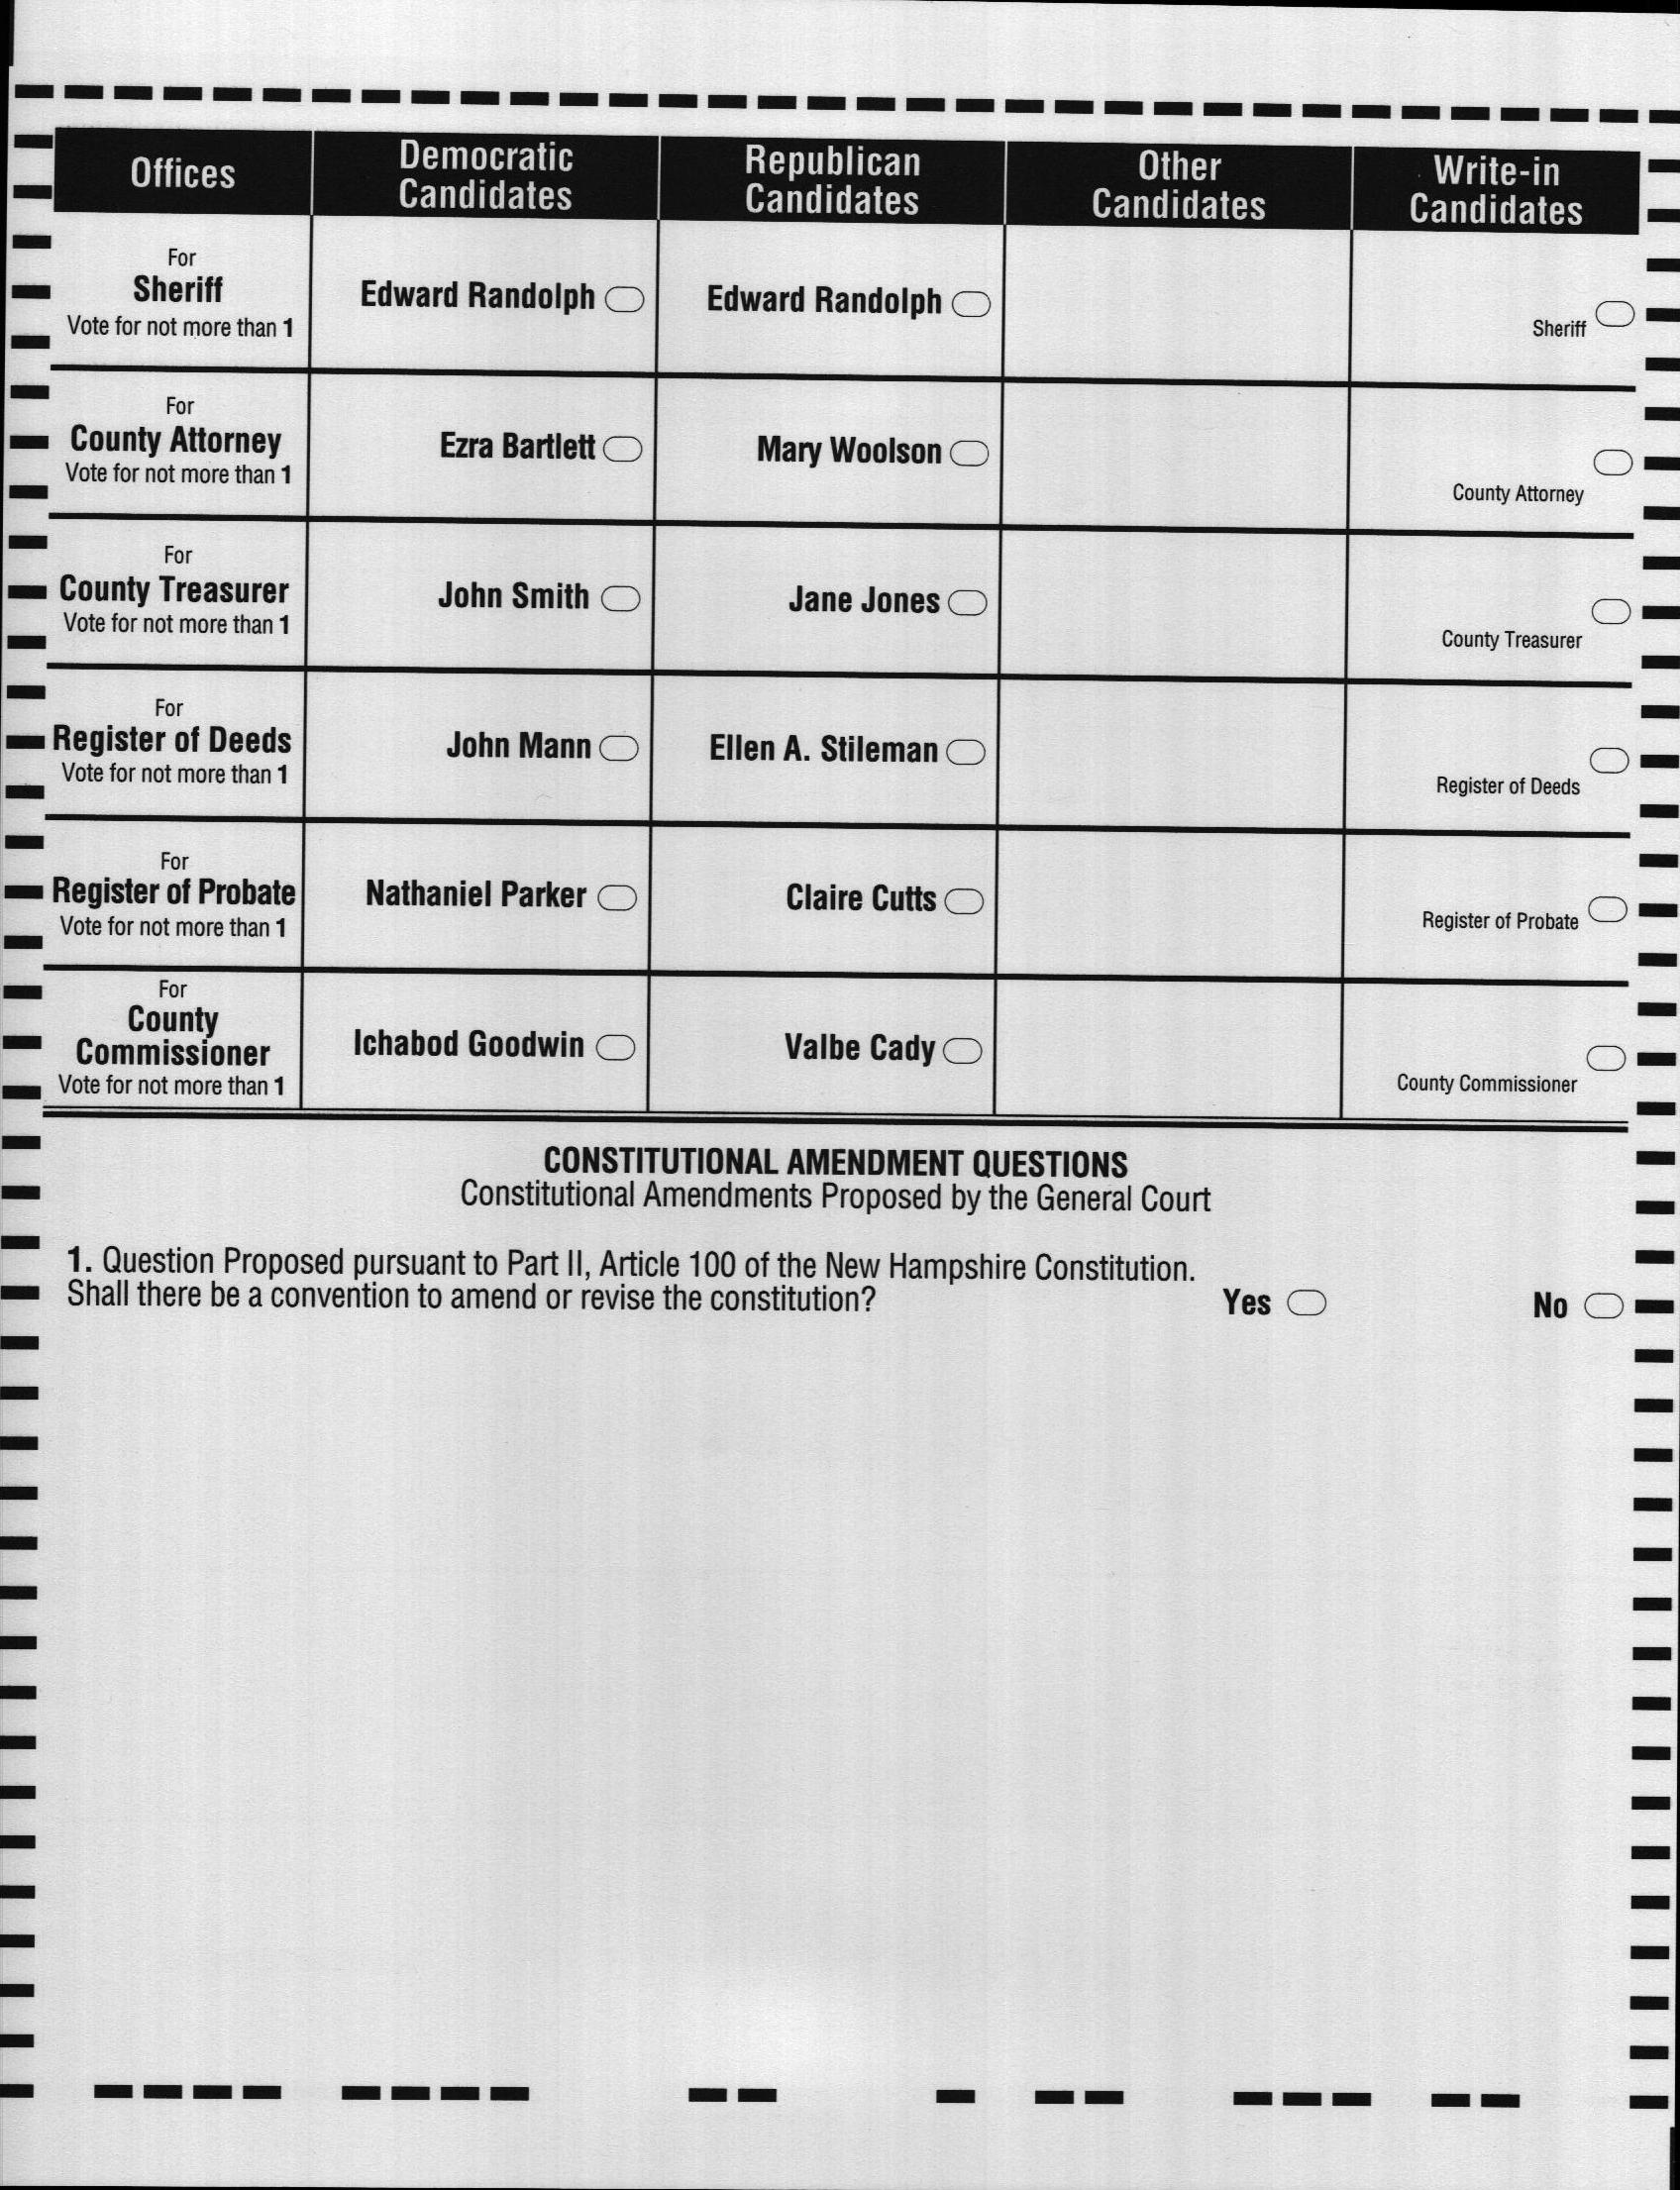 Offices
Democratic
Candidates
Republican
Candidates
Other
Candidates
Write-in
Candidates
For
Sheriff
Vote for not more than 1
Edward Randolph
Edward Randolph
Sheriff
For
County Attorney
Vote for not more than 1
Ezra Bartlett
Mary Woolson
County Attorney
For
County Treasurer
Vote for not more than 1
John Smith
Jane Jones
County Treasurer
For
Register of Deeds
Vote for not more than 1
John Mann
Ellen A. Stileman
Register of Deeds
For
Register of Probate
Vote for not more than 1
Nathaniel Parker
Claire Cutts
Register of Probate
For
County
Commissioner
Vote for not more than 1
Ichabod Goodwin
Valbe Cady
County Commissioner
CONSTITUTIONAL AMENDMENT QUESTIONS
Constitutional Amendments Proposed by the General Court
1. Question Proposed pursuant to Part II, Article 100 of the New Hampshire Constitution.
Shall there be a convention to amend or revise the constitution?
Yes
No